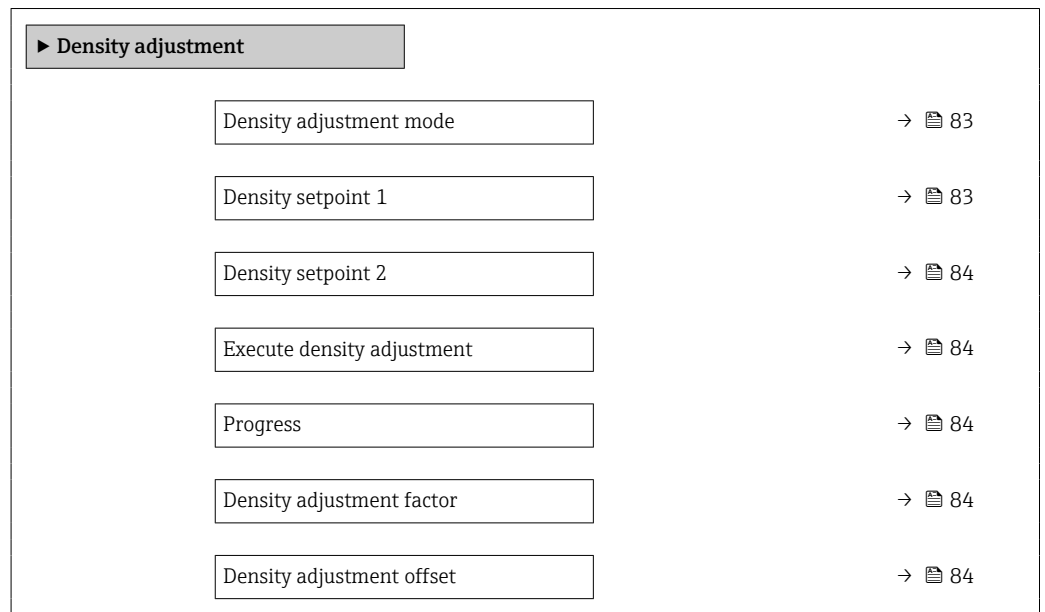 ▶ Density adjustment
Density adjustment mode → 83
Density setpoint 1 → 83
Density setpoint 2 → 84
Execute density adjustment → 84
Progress → 84
Density adjustment factor → 84
Density adjustment offset → 84